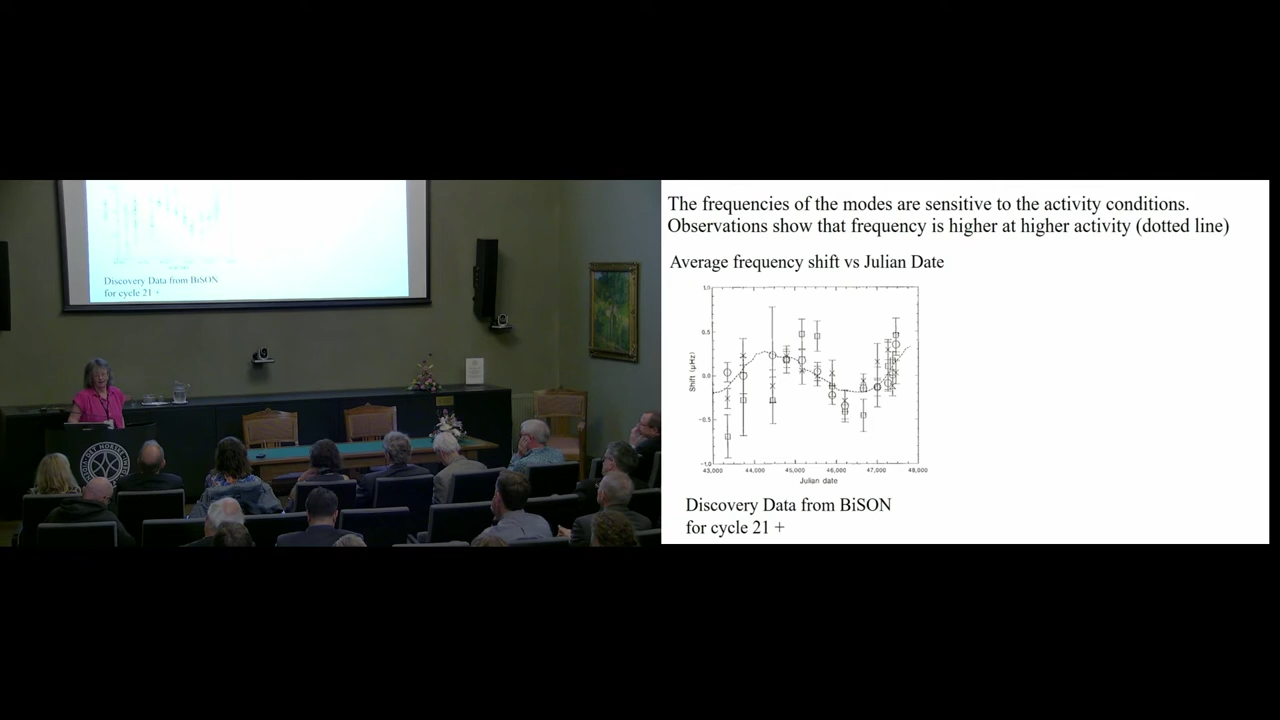 Discovery Data from BiSON
for cycle 21 +
The frequencies of the modes are sensitive to the activity conditions.
Observations show that frequency is higher at higher activity (dotted line)
Average frequency shift vs Julian Date
1.0
0.5
0.0
-0.5
-1.0
Shift (μHz)
43,000 44,000 45,000 46,000 47,000 48,000
Julian date
Discovery Data from BiSON
for cycle 21 +